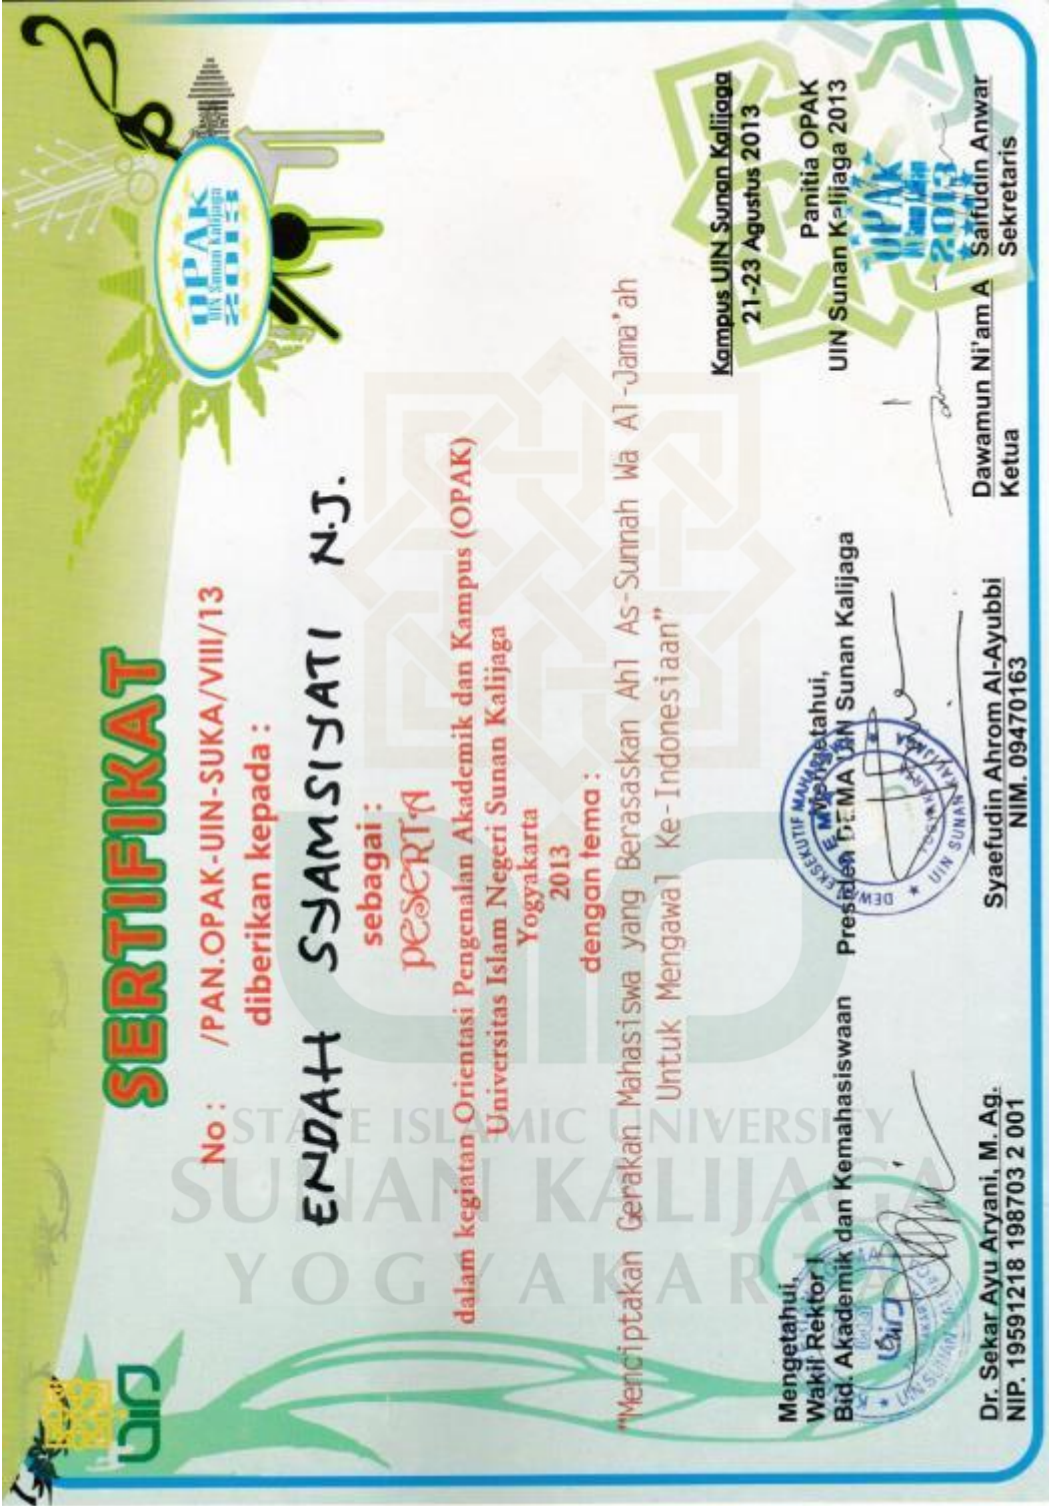 SERTIFIKAT
No : /PAN.OPAK-UIN-SUKA/VIII/13
diberikan kepada :
ENDAH SYAMSIYATI N.J.
sebagai :
PESERTA
dalam kegiatan Orientasi Pengenalan Akademik dan Kampus (OPAK)
Universitas Islam Negeri Sunan Kalijaga
Yogyakarta
2013
dengan tema :
"Menciptakan Gerakan Mahasiswa yang Berasaskan Ahl As-Sunnah Wa Al-Jama'ah
Untuk Mengawal Ke-Indonesiaan"
Kampus UIN Sunan Kalijaga
21-23 Agustus 2013
Panitia OPAK
UIN Sunan Kalijaga 2013
Mengetahui,
Wakil Rektor I
Bid. Akademik dan Kemahasiswaan
Dr. Sekar Ayu Aryani, M. Ag.
NIP. 19591218 198703 2 001
Mengetahui,
Presiden DEMA UIN Sunan Kalijaga
Syaefudin Ahrom Al-Ayubbi
NIM. 09470163
Dawamun Ni'am A
Ketua
Saifudin Anwar
Sekretaris
OPAK
UIN Sunan Kalijaga
2013
OPAK
2013
UIN
STATE ISLAMIC UNIVERSITY
SUNAN KALIJAGA
YOGYAKARTA